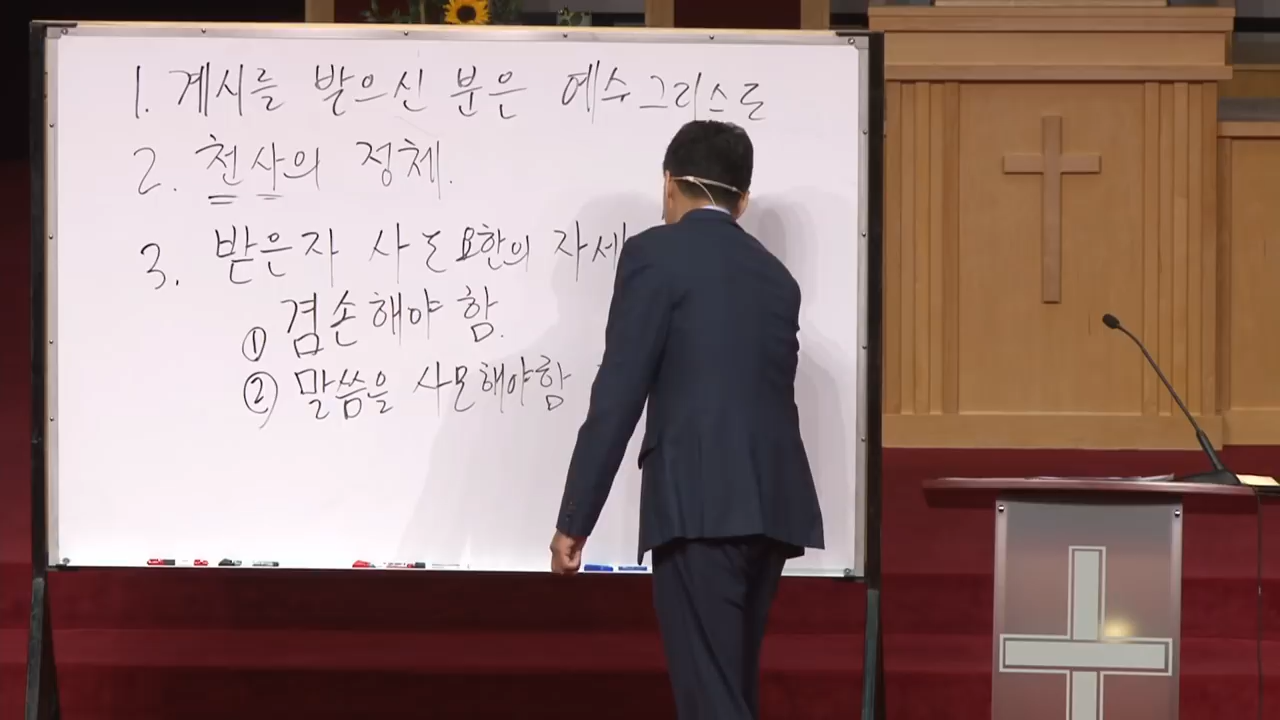 1. 계시를 받으신 분은 예수그리스도
2. 천사의 정체.
3. 받은자 사도요한의 자세
① 겸손해야 함.
② 말씀을 사모해야함